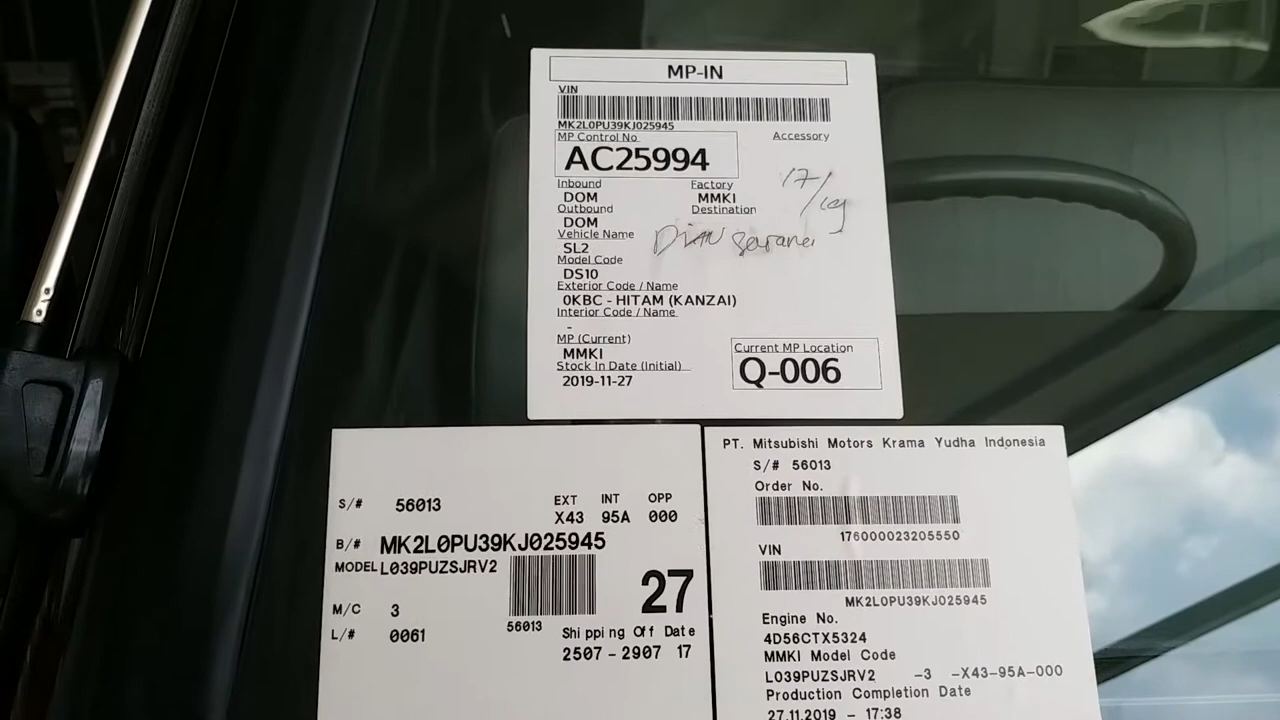 MP-IN
VIN
MK2L0PU39KJ025945
MP Control No
Accessory
AC25994
Inbound
Factory
17/19
DOM
MMKI
Outbound
Destination
DOM
Vehicle Name
Dian
SL2
Model Code
DS10
Exterior Code / Name
0KBC - HITAM (KANZAI)
Interior Code / Name
-
MP (Current)
MMKI
Current MP Location
Stock In Date (Initial)
Q-006
2019-11-27
S/# 56013
EXT INT OPP
X43 95A 000
B/# MK2L0PU39KJ025945
MODEL L039PUZSJRV2
27
M/C 3
56013
L/# 0061
Shipping Off Date
2507-2907 17
PT. Mitsubishi Motors Krama Yudha Indonesia
S/# 56013
Order No.
176000023205550
VIN
MK2L0PU39KJ025945
Engine No.
4D56CTX5324
MMKI Model Code
L039PUZSJRV2 -3 -X43-95A-000
Production Completion Date
27.11.2019 - 17:38